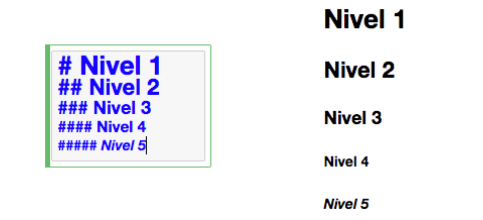 # Nivel 1
## Nivel 2
### Nivel 3
#### Nivel 4
##### Nivel 5
Nivel 1
Nivel 2
Nivel 3
Nivel 4
Nivel 5